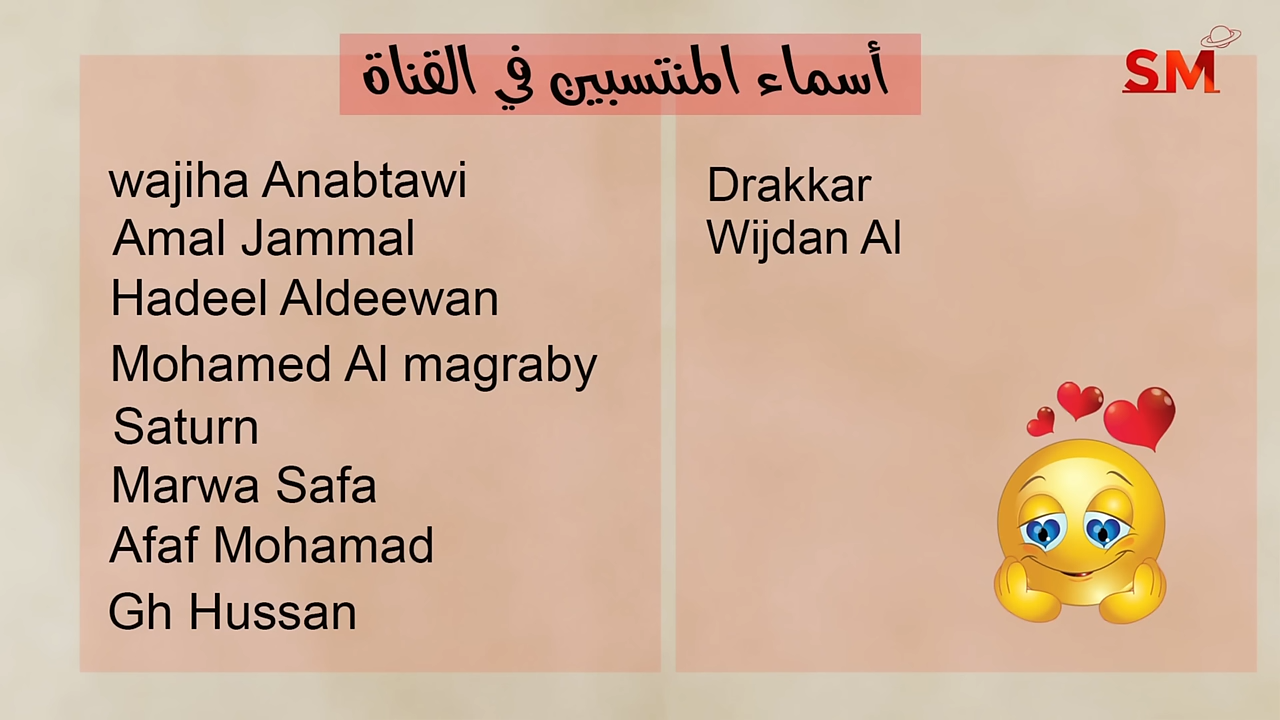 أسماء المنتسبين في القناة
SM
wajiha Anabtawi
Amal Jammal
Hadeel Aldeewan
Mohamed Al magraby
Saturn
Marwa Safa
Afaf Mohamad
Gh Hussan
Drakkar
Wijdan Al